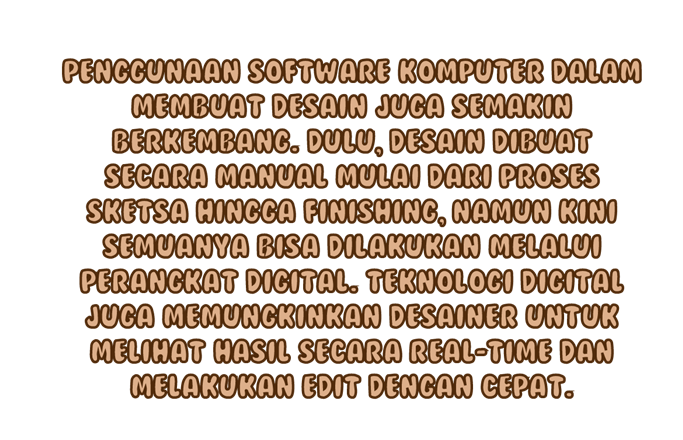 PENGGUNAAN SOFTWARE KOMPUTER DALAM
MEMBUAT DESAIN JUGA SEMAKIN
BERKEMBANG. DULU, DESAIN DIBUAT
SECARA MANUAL MULAI DARI PROSES
SKETSA HINGGA FINISHING, NAMUN KINI
SEMUANYA BISA DILAKUKAN MELALUI
PERANGKAT DIGITAL. TEKNOLOGI DIGITAL
JUGA MEMUNGKINKAN DESAINER UNTUK
MELIHAT HASIL SECARA REAL-TIME DAN
MELAKUKAN EDIT DENGAN CEPAT.